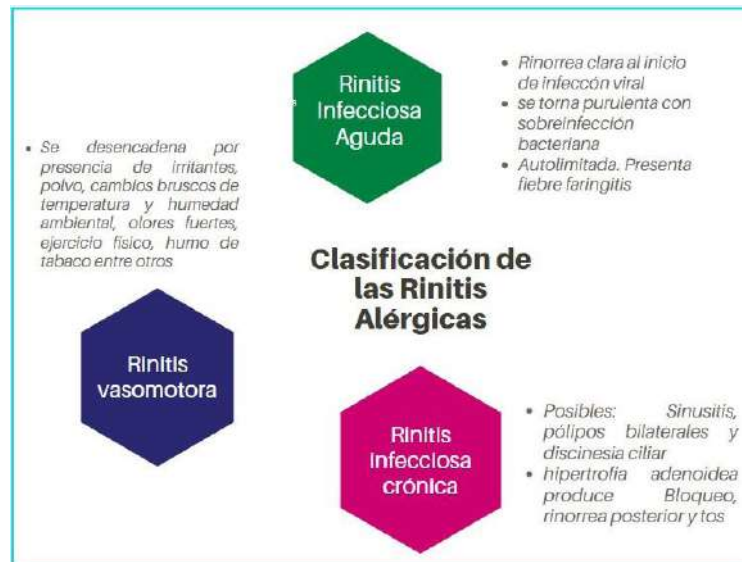 Rinitis
Infecciosa
Aguda
• Rinorrea clara al inicio
de infeccón viral
• se torna purulenta con
sobreinfección
bacteriana
• Autolimitada. Presenta
fiebre faringitis
• Se desencadena por
presencia de irritantes,
polvo, cambios bruscos de
temperatura y humedad
ambiental, olores fuertes,
ejercicio físico, humo de
tabaco entre otros
Clasificación de
las Rinitis
Alérgicas
Rinitis
vasomotora
Rinitis
infecciosa
crónica
• Posibles: Sinusitis,
pólipos bilaterales y
discinesia ciliar
• hipertrofia adenoidea
produce Bloqueo,
rinorrea posterior y tos